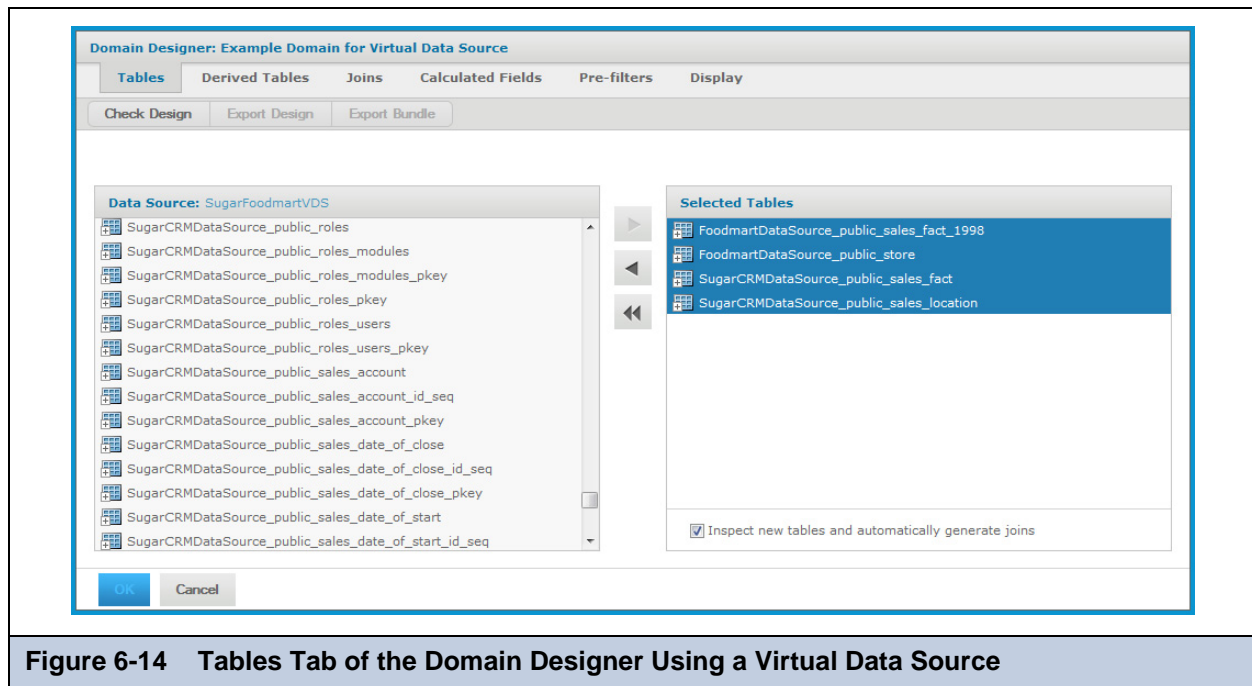 Domain Designer: Example Domain for Virtual Data Source
Tables Derived Tables Joins Calculated Fields Pre-filters Display
Check Design Export Design Export Bundle
Data Source: SugarFoodmartVDS
SugarCRMDataSource_public_roles
SugarCRMDataSource_public_roles_modules
SugarCRMDataSource_public_roles_modules_pkey
SugarCRMDataSource_public_roles_pkey
SugarCRMDataSource_public_roles_users
SugarCRMDataSource_public_roles_users_pkey
SugarCRMDataSource_public_sales_account
SugarCRMDataSource_public_sales_account_id_seq
SugarCRMDataSource_public_sales_account_pkey
SugarCRMDataSource_public_sales_date_of_close
SugarCRMDataSource_public_sales_date_of_close_id_seq
SugarCRMDataSource_public_sales_date_of_close_pkey
SugarCRMDataSource_public_sales_date_of_start
SugarCRMDataSource_public_sales_date_of_start_id_seq
Selected Tables
FoodmartDataSource_public_sales_fact_1998
FoodmartDataSource_public_store
SugarCRMDataSource_public_sales_fact
SugarCRMDataSource_public_sales_location
Inspect new tables and automatically generate joins
OK Cancel
Figure 6-14 Tables Tab of the Domain Designer Using a Virtual Data Source